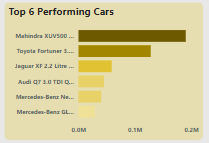 Top 6 Performing Cars
Mahindra XUV500 ...
Toyota Fortuner 3....
Jaguar XF 2.2 Litre ...
Audi Q7 3.0 TDI Q...
Mercedes-Benz Ne...
Mercedes-Benz GL...
0.0M 0.1M 0.2M